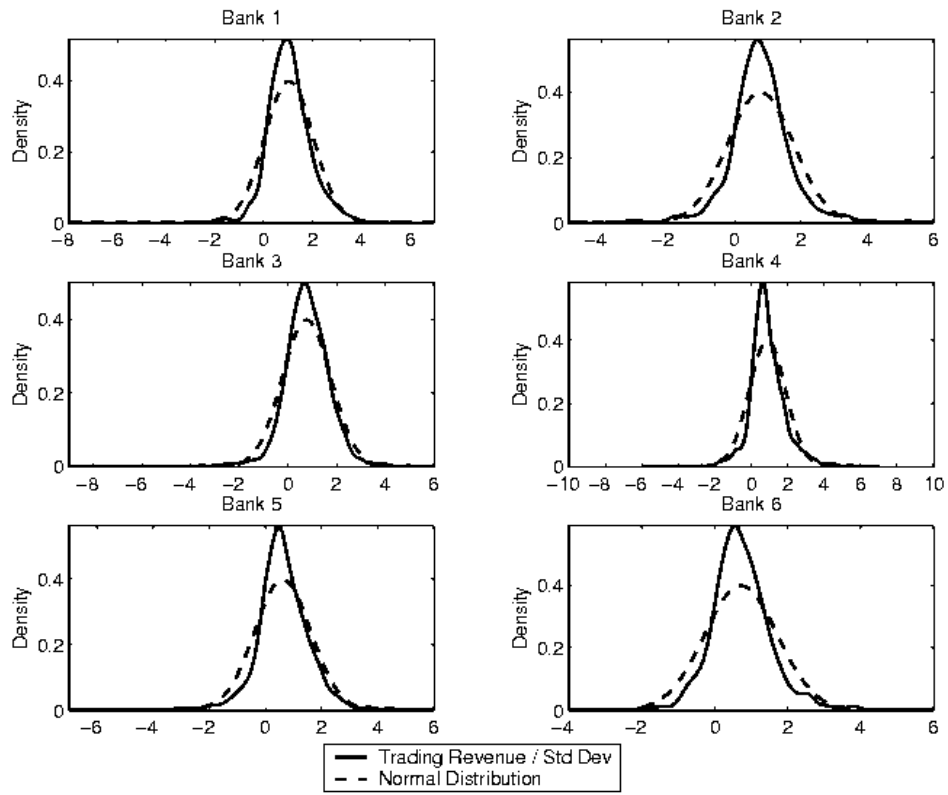 Bank 1
Density
0.4
0.2
0
−8 −6 −4 −2 0 2 4 6
Bank 2
Density
0.4
0.2
0
−4 −2 0 2 4 6
Bank 3
Density
0.4
0.2
0
−8 −6 −4 −2 0 2 4 6
Bank 4
Density
0.4
0.2
0
−10 −8 −6 −4 −2 0 2 4 6 8 10
Bank 5
Density
0.4
0.2
0
−6 −4 −2 0 2 4 6
Bank 6
Density
0.4
0.2
0
−4 −2 0 2 4 6
Trading Revenue / Std Dev
Normal Distribution